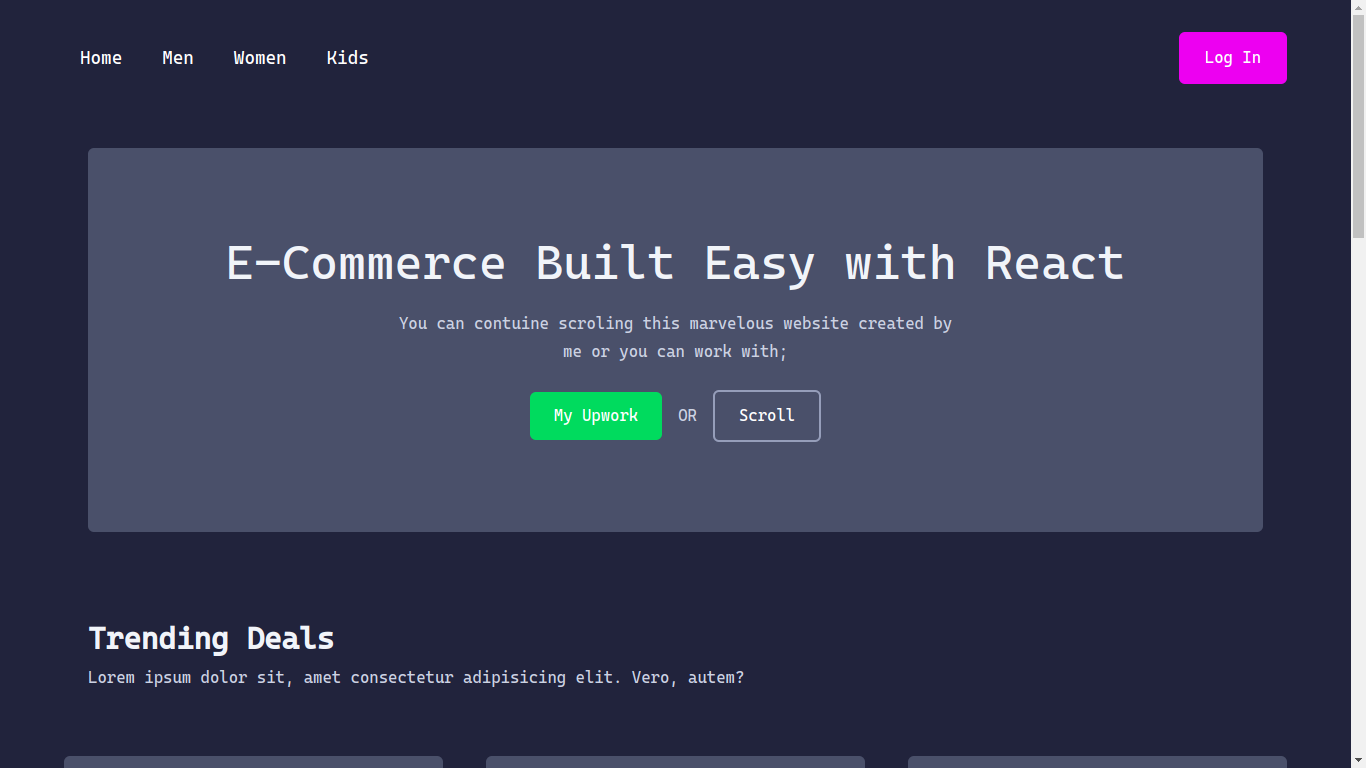 Home Men Women Kids Log In
E-Commerce Built Easy with React
You can contuine scroling this marvelous website created by
me or you can work with;
My Upwork OR Scroll
Trending Deals
Lorem ipsum dolor sit, amet consectetur adipisicing elit. Vero, autem?